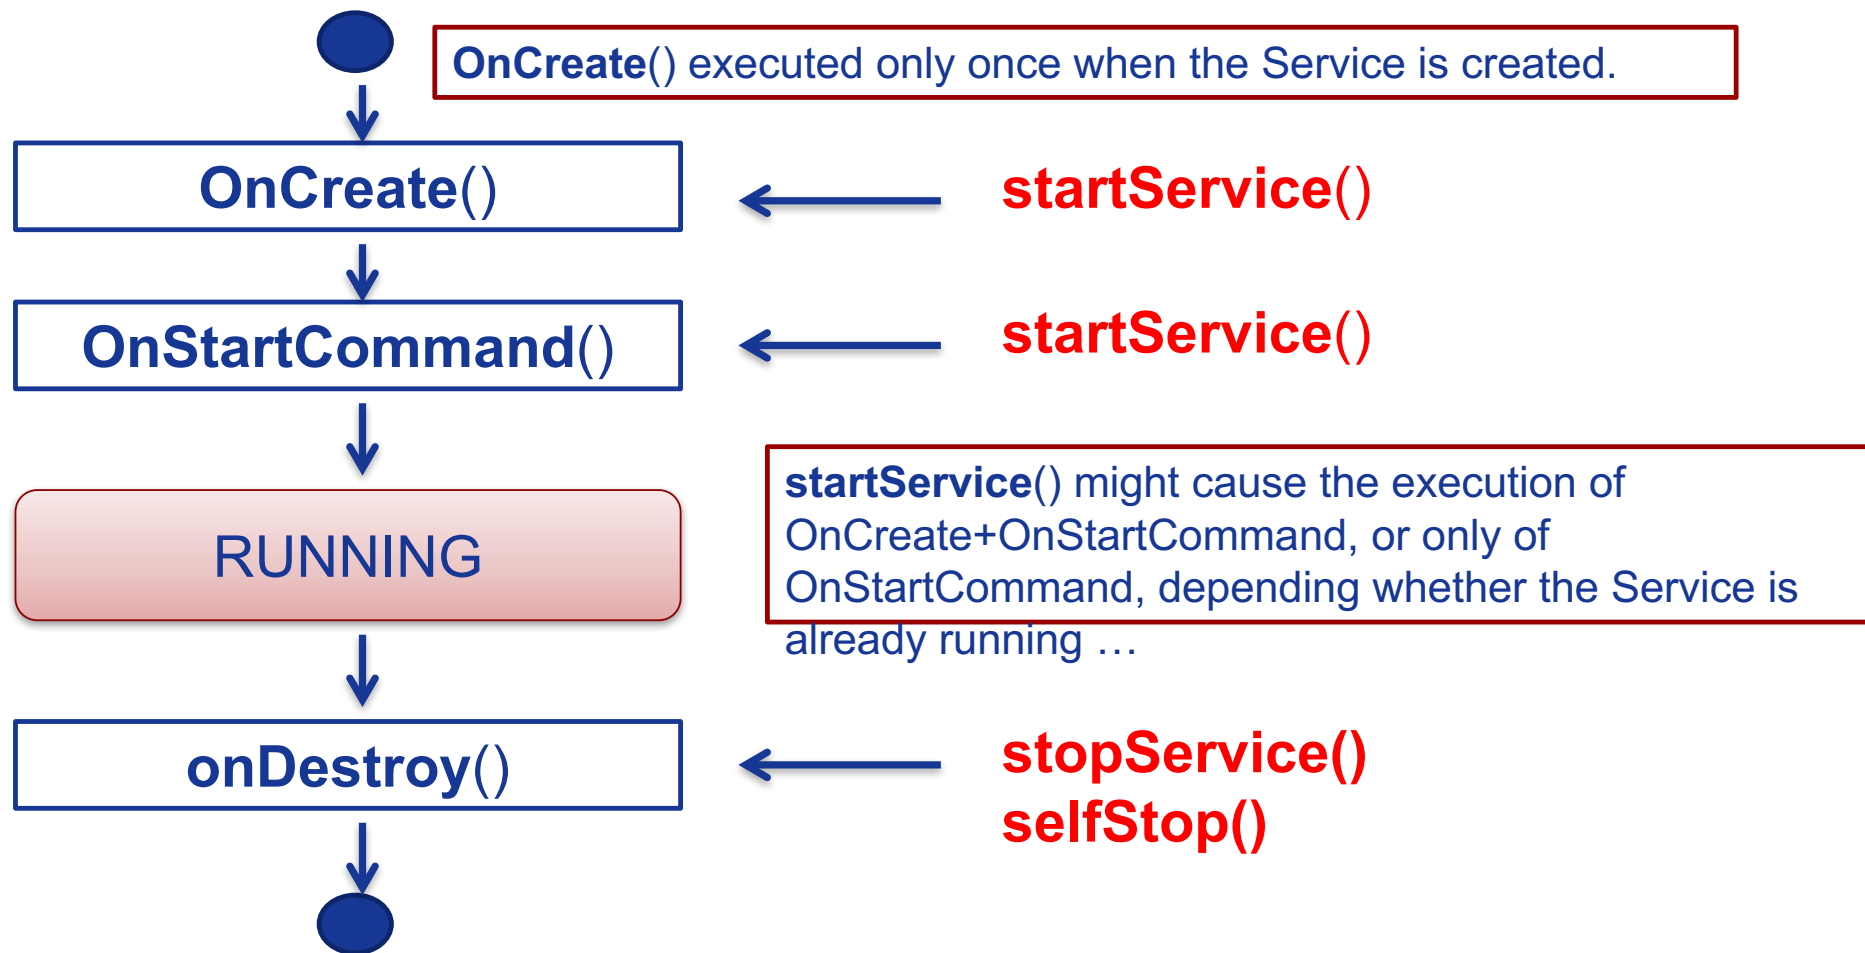 OnCreate() executed only once when the Service is created.
OnCreate()
startService()
OnStartCommand()
startService()
RUNNING
startService() might cause the execution of
OnCreate+OnStartCommand, or only of
OnStartCommand, depending whether the Service is
already running …
onDestroy()
stopService()
selfStop()